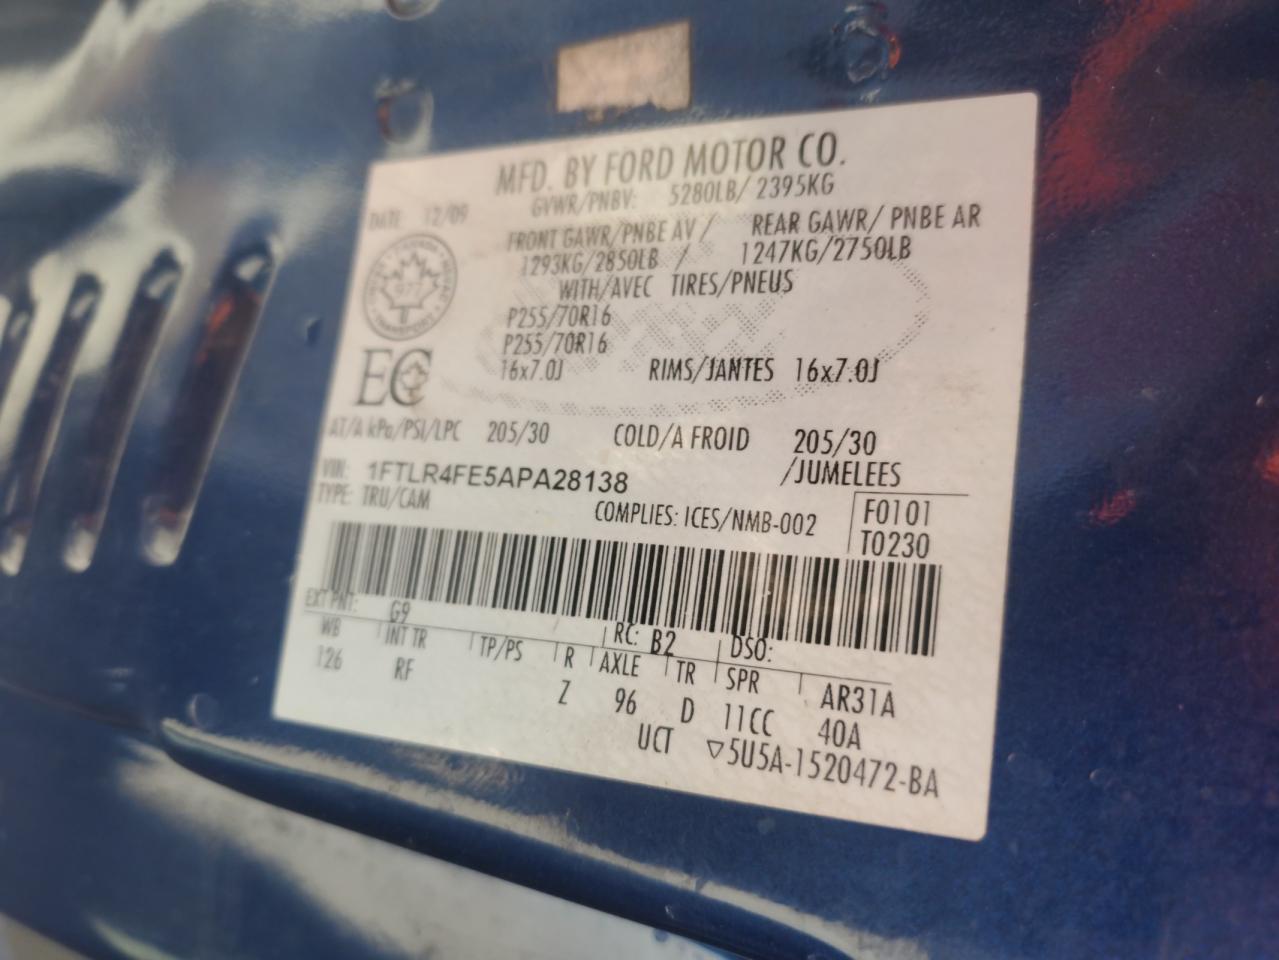 MFD. BY FORD MOTOR CO.
DATE 12/09 GVWR/PNBV: 5280LB/ 2395KG
FRONT GAWR/PNBE AV / REAR GAWR/ PNBE AR
1293KG/2850LB / 1247KG/2750LB
WITH/AVEC TIRES/PNEUS
P255/70R16
P255/70R16
16x7.0J RIMS/JANTES 16x7.0J
CANADA
TRANSPORT
EC
AT/A kPa/PSI/LPC 205/30 COLD/A FROID 205/30
VIN: 1FTLR4FE5APA28138 /JUMELEES
TYPE: TRU/CAM COMPLIES: ICES/NMB-002 F0101
T0230
EXT PNT: G9 RC: B2 DSO:
WB INT TR TP/PS R AXLE TR SPR AR31A
126 RF Z 96 D 11CC 40A
UCT ▽5U5A-1520472-BA